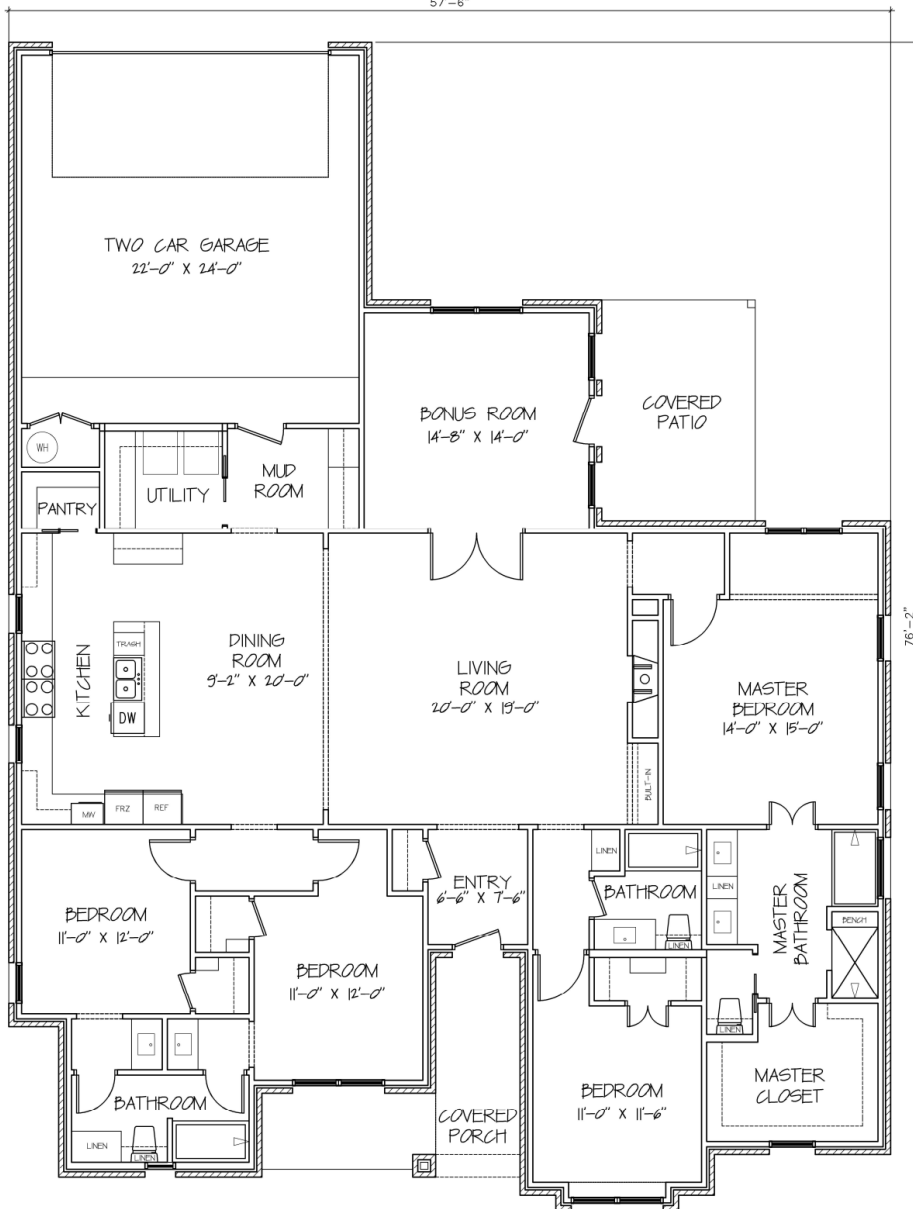 57'-6"
TWO CAR GARAGE
22'-0" X 24'-0"
BONUS ROOM
14'-8" X 14'-0"
COVERED
PATIO
WH
UTILITY
MUD
ROOM
PANTRY
76'-2"
KITCHEN
TRASH
DW
DINING
ROOM
9'-2" X 20'-0"
LIVING
ROOM
20'-0" X 19'-0"
MASTER
BEDROOM
14'-0" X 15'-0"
BUILT-IN
MW
FRZ
REF
BEDROOM
11'-0" X 12'-0"
BEDROOM
11'-0" X 12'-0"
ENTRY
6'-6" X 7'-6"
LINEN
BATHROOM
LINEN
LINEN
MASTER
BATHROOM
BENCH
LINEN
MASTER
CLOSET
BEDROOM
11'-0" X 11'-6"
COVERED
PORCH
BATHROOM
LINEN
LINEN